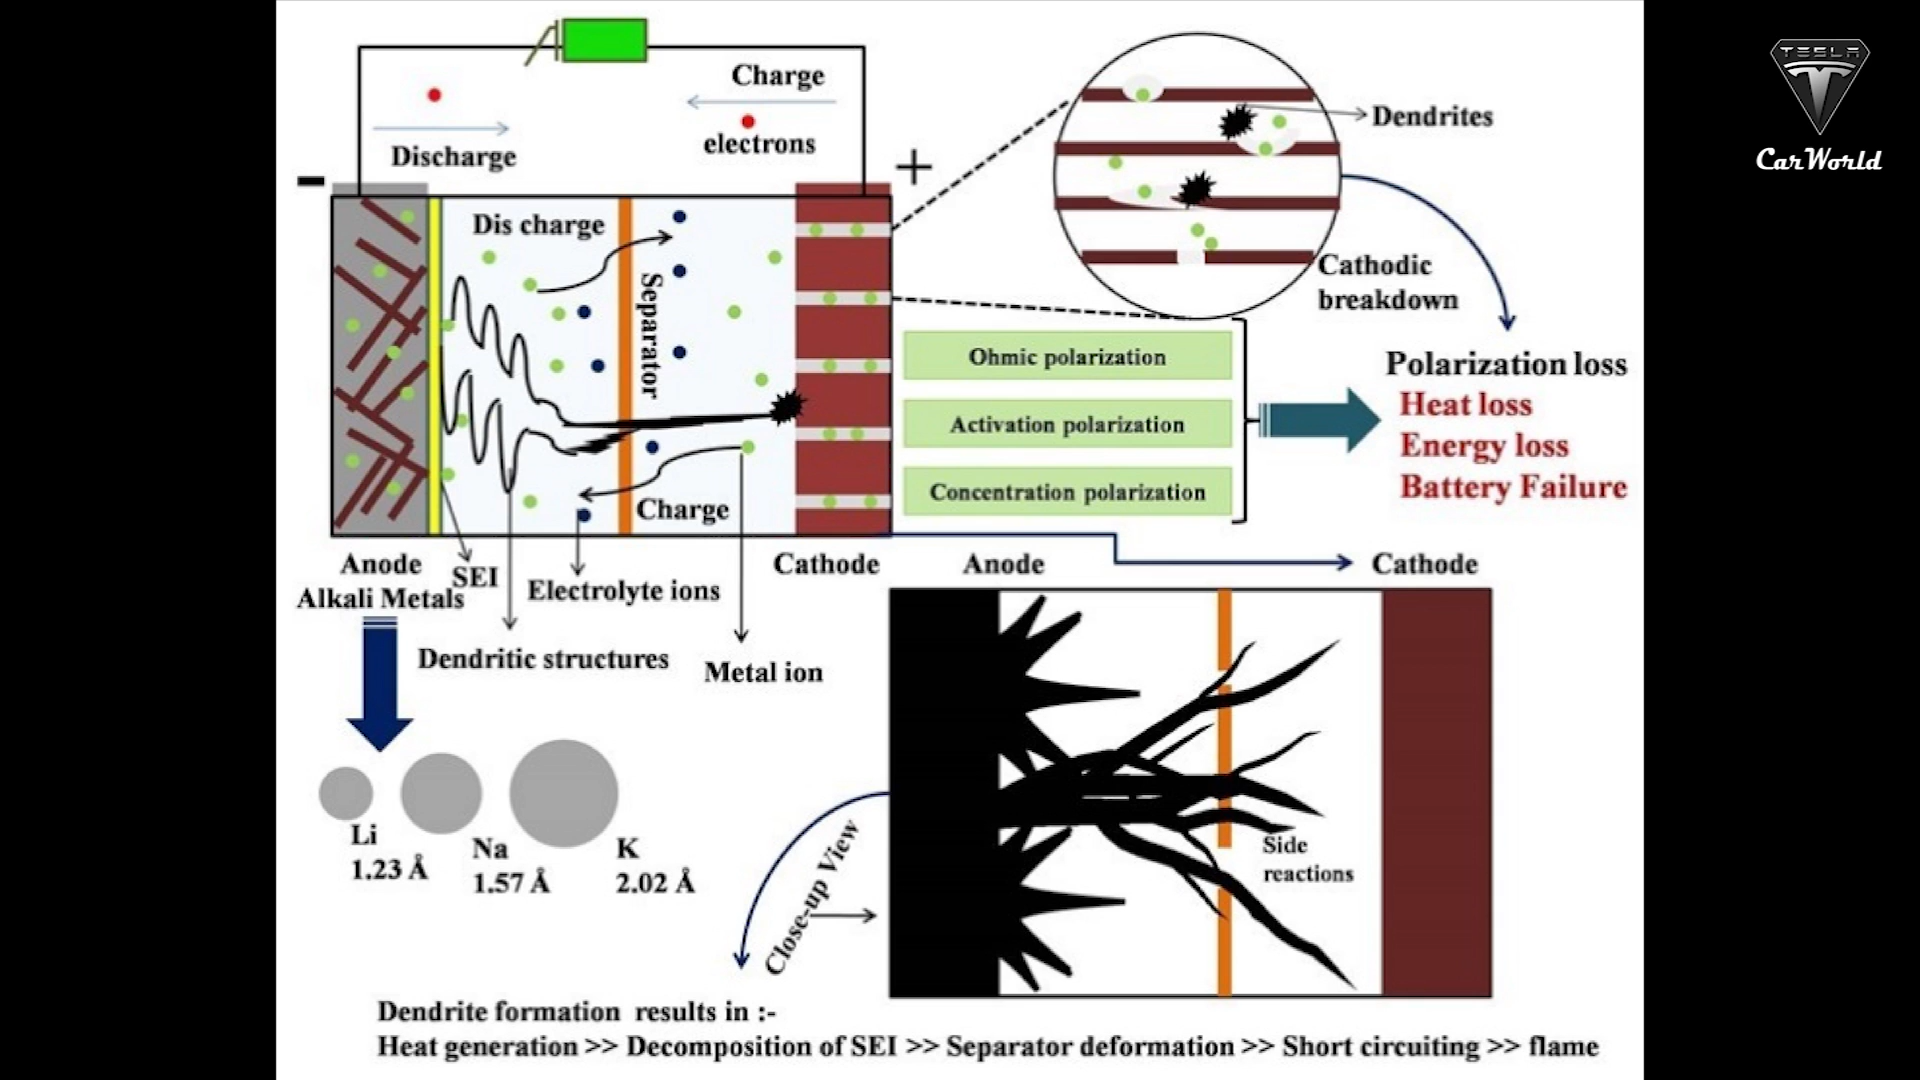 TESLA
CarWorld
Charge
electrons
Discharge
-
+
Dis charge
Separator
Charge
Dendrites
Cathodic
breakdown
Ohmic polarization
Activation polarization
Concentration polarization
Polarization loss
Heat loss
Energy loss
Battery Failure
Anode
Alkali Metals
SEI
Electrolyte ions
Cathode
Dendritic structures
Metal ion
Anode
Cathode
Li
1.23 Å
Na
1.57 Å
K
2.02 Å
Side
reactions
Close-up View
Dendrite formation results in :-
Heat generation >> Decomposition of SEI >> Separator deformation >> Short circuiting >> flame